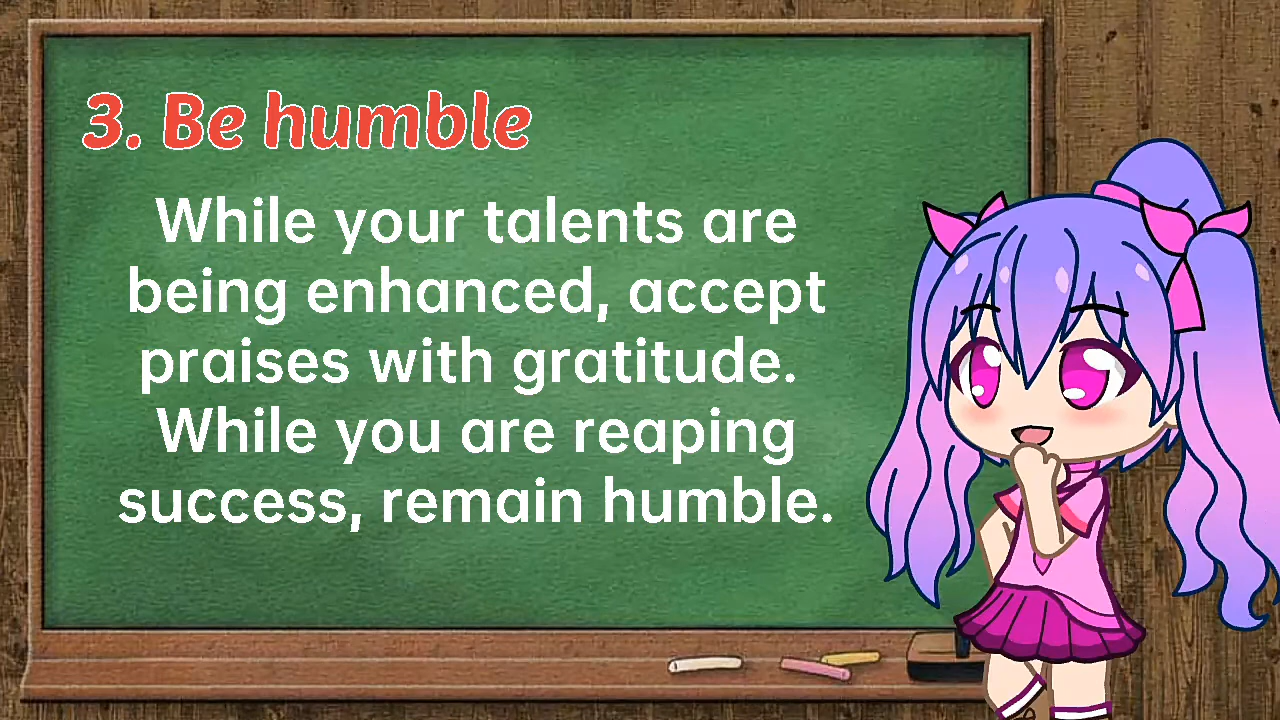 3. Be humble
While your talents are
being enhanced, accept
praises with gratitude.
While you are reaping
success, remain humble.